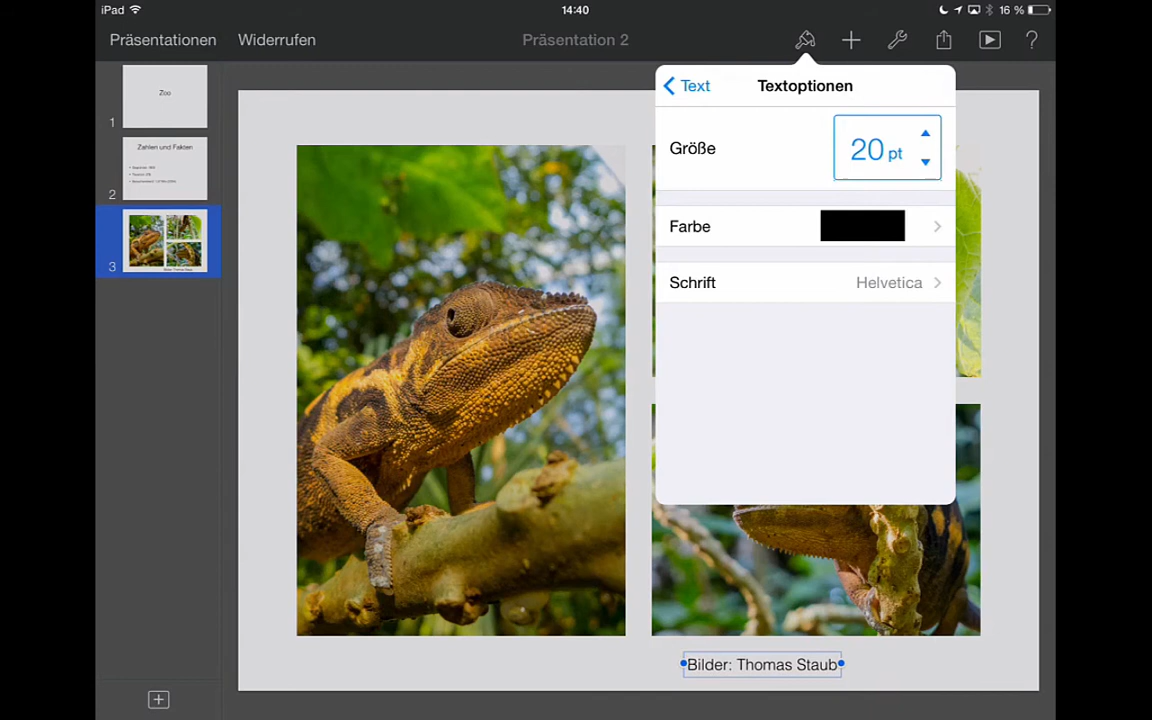 iPad 14:40 16 %
Präsentationen Widerrufen Präsentation 2 ?
Text Textoptionen
Größe 20 pt
Farbe
Schrift Helvetica
Zoo
1
Zahlen und Fakten
2
3
Bilder: Thomas Staub